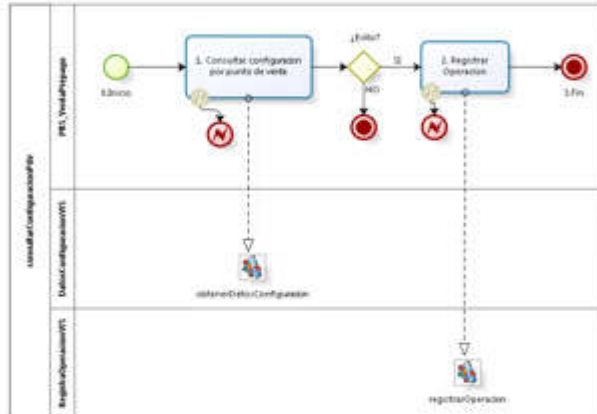 consultarConfiguracionPdv
PBS_VentaPrepago
0.Inicio
1. Consultar configuracion
por punto de venta
¿Exito?
SI
NO
2. Registrar
Operacion
3.Fin
DatosConfiguracionWS
obtenerDatosConfiguracion
RegistraOperacionWS
registrarOperacion